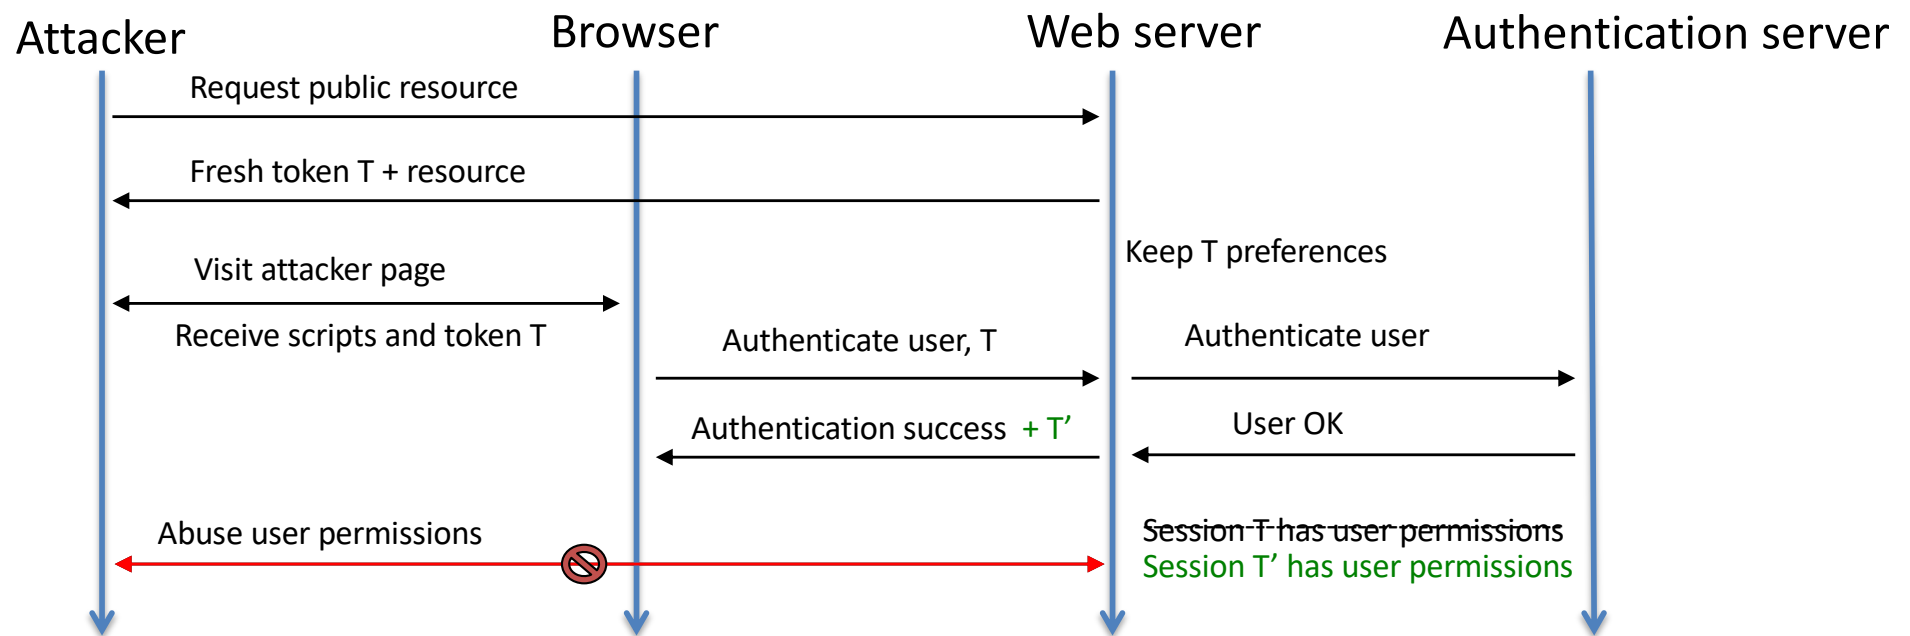 Attacker
Browser
Web server
Authentication server
Request public resource
Fresh token T + resource
Keep T preferences
Visit attacker page
Receive scripts and token T
Authenticate user, T
Authenticate user
Authentication success + T’
User OK
Abuse user permissions
Session T has user permissions
Session T’ has user permissions